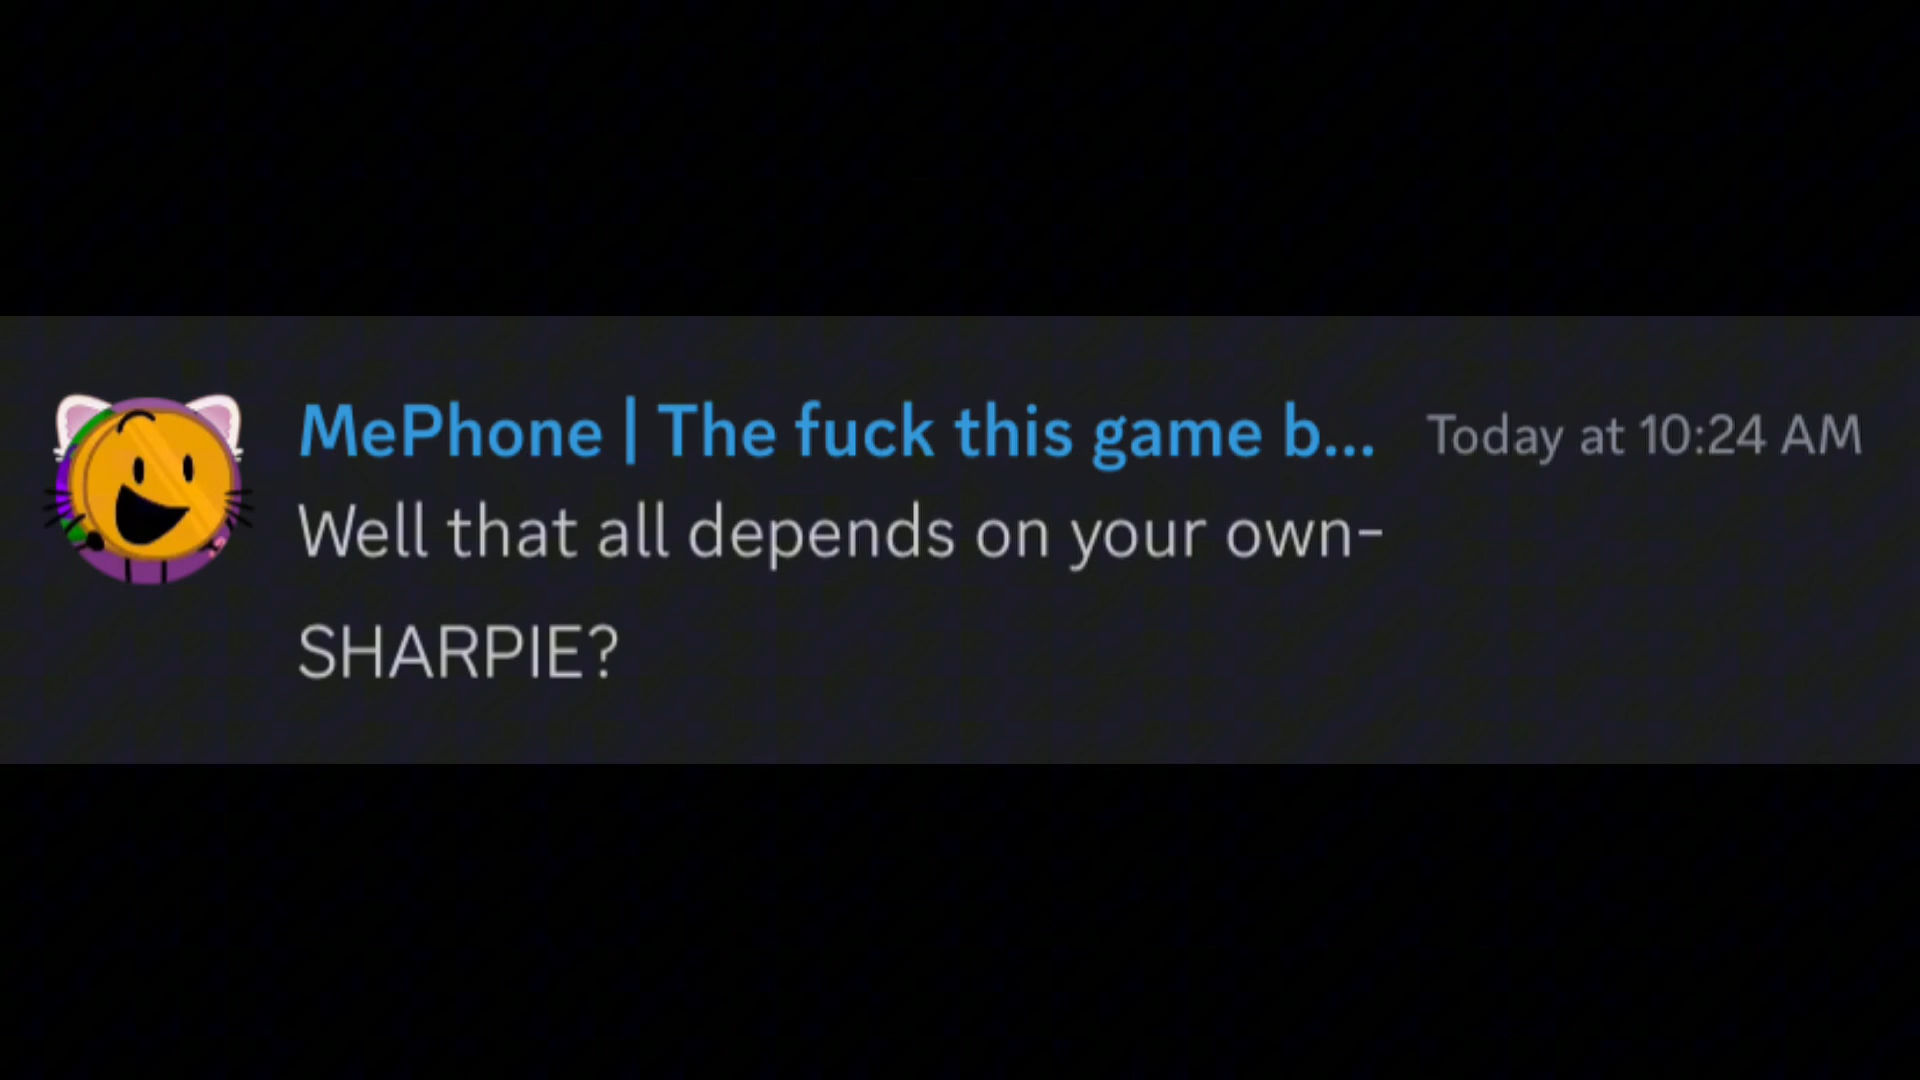 MePhone | The fuck this game b... Today at 10:24 AM
Well that all depends on your own-
SHARPIE?